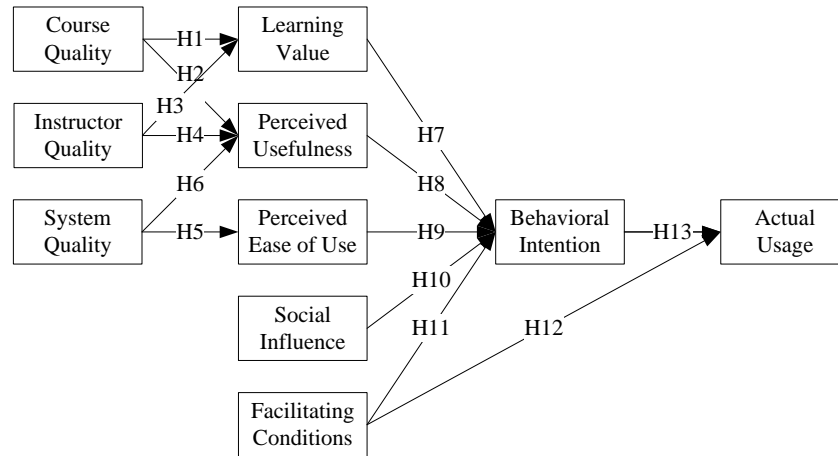 Course
Quality
H1
Learning
Value
H2
H3
H7
Instructor
Quality
H4
Perceived
Usefulness
H6
H8
System
Quality
H5
Perceived
Ease of Use
H9
Behavioral
Intention
H13
Actual
Usage
H10
Social
Influence
H11
H12
Facilitating
Conditions